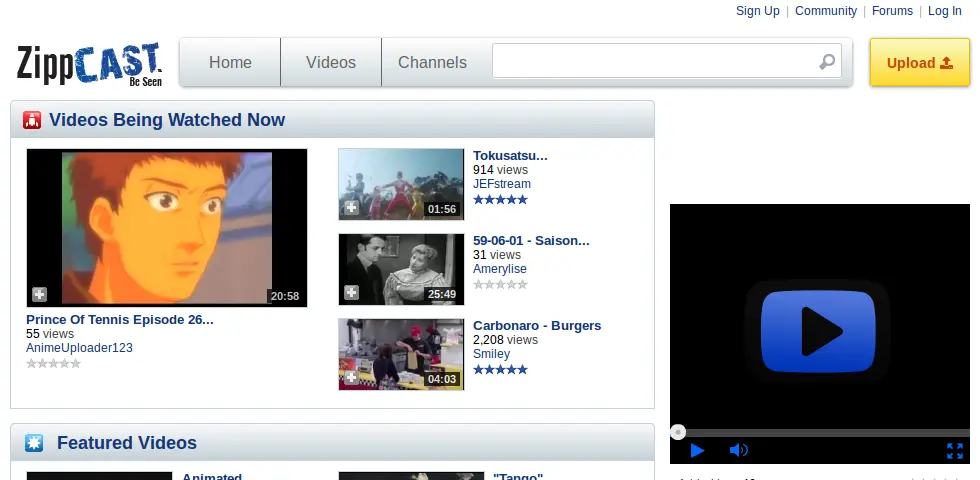 Sign Up | Community | Forums | Log In
ZippCAST
Be Seen
Home
Videos
Channels
Upload
Videos Being Watched Now
20:58
Prince Of Tennis Episode 26...
55 views
AnimeUploader123
01:56
Tokusatsu...
914 views
JEFstream
25:49
59-06-01 - Saison...
31 views
Amerylise
04:03
Carbonaro - Burgers
2,208 views
Smiley
Featured Videos
Animated
"Tango"